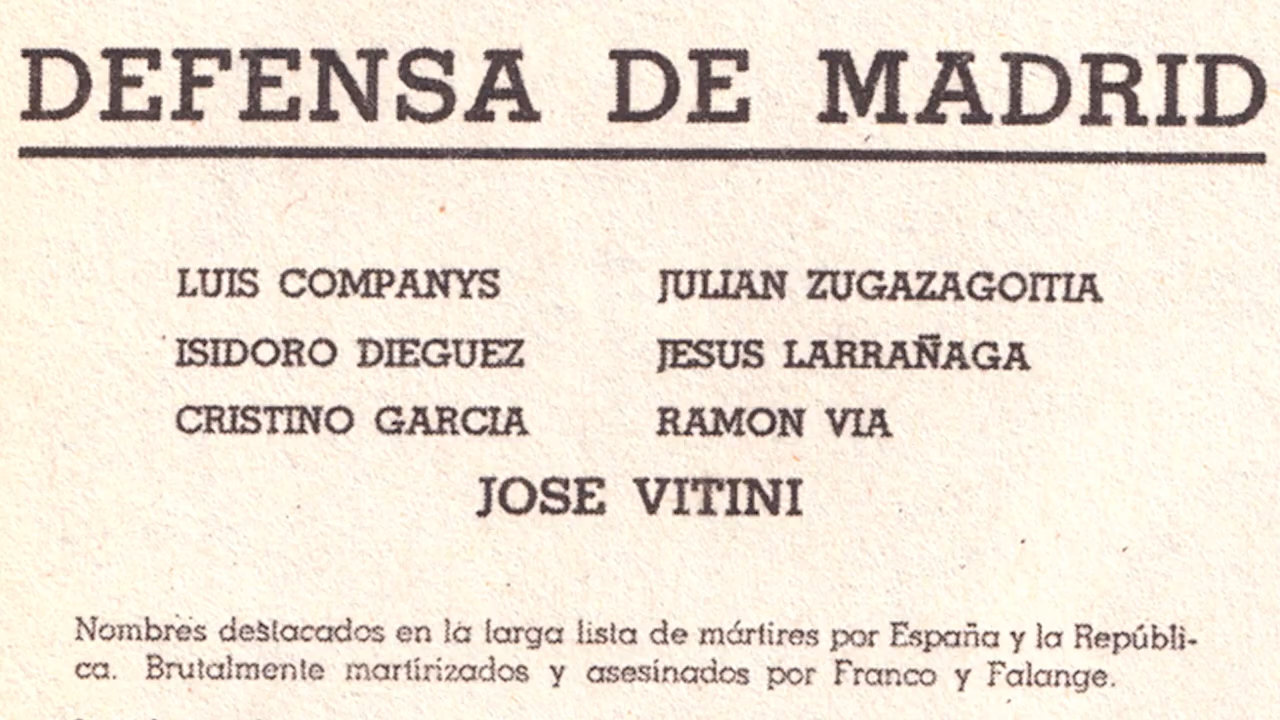 DEFENSA DE MADRID
LUIS COMPANYS JULIAN ZUGAZAGOITIA
ISIDORO DIEGUEZ JESUS LARRAÑAGA
CRISTINO GARCIA RAMON VIA
JOSE VITINI
Nombres destacados en la larga lista de mártires por España y la Repúbli-
ca. Brutalmente martirizados y asesinados por Franco y Falange.